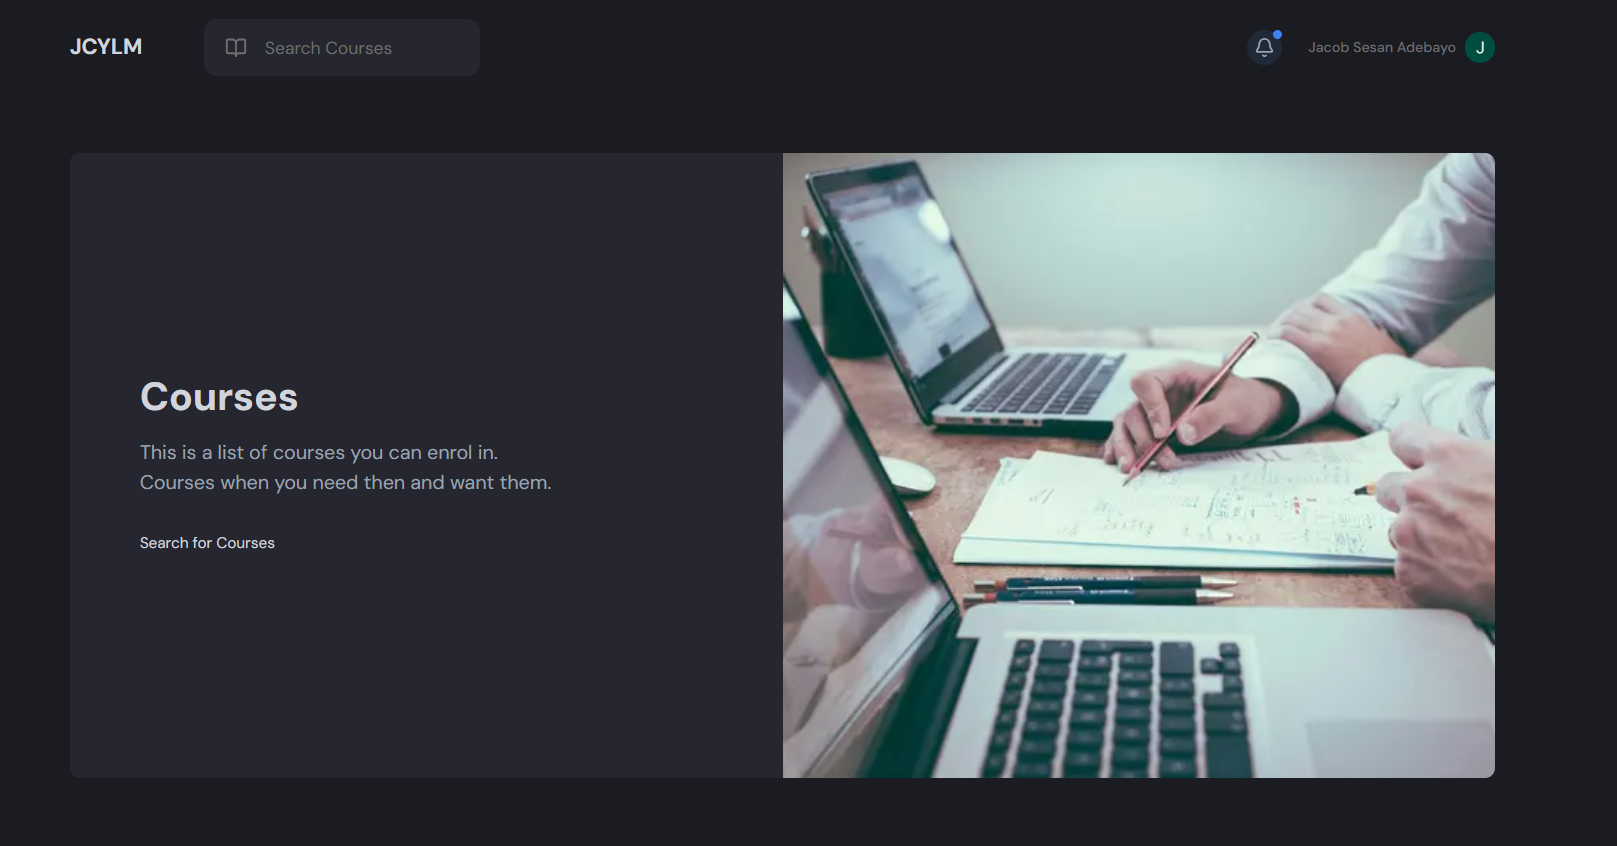 JCYLM
Search Courses
Jacob Sesan Adebayo
J
Courses
This is a list of courses you can enrol in.
Courses when you need then and want them.
Search for Courses